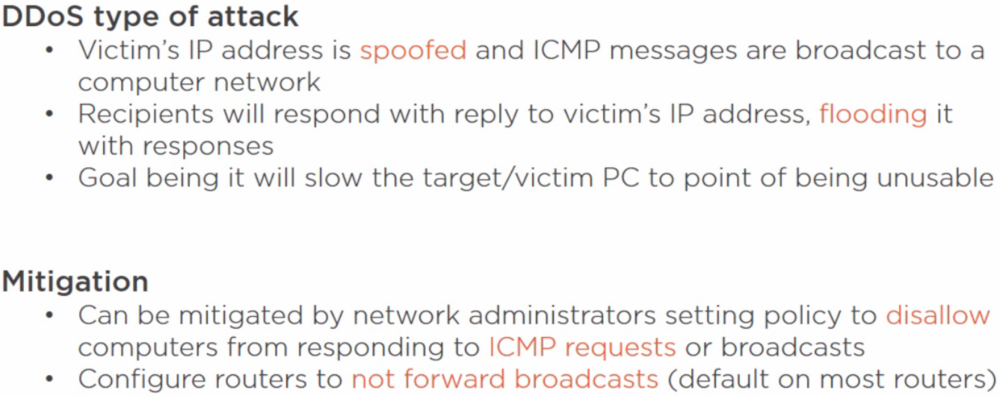 DDoS type of attack
• Victim's IP address is spoofed and ICMP messages are broadcast to a
computer network
• Recipients will respond with reply to victim's IP address, flooding it
with responses
• Goal being it will slow the target/victim PC to point of being unusable
Mitigation
• Can be mitigated by network administrators setting policy to disallow
computers from responding to ICMP requests or broadcasts
• Configure routers to not forward broadcasts (default on most routers)